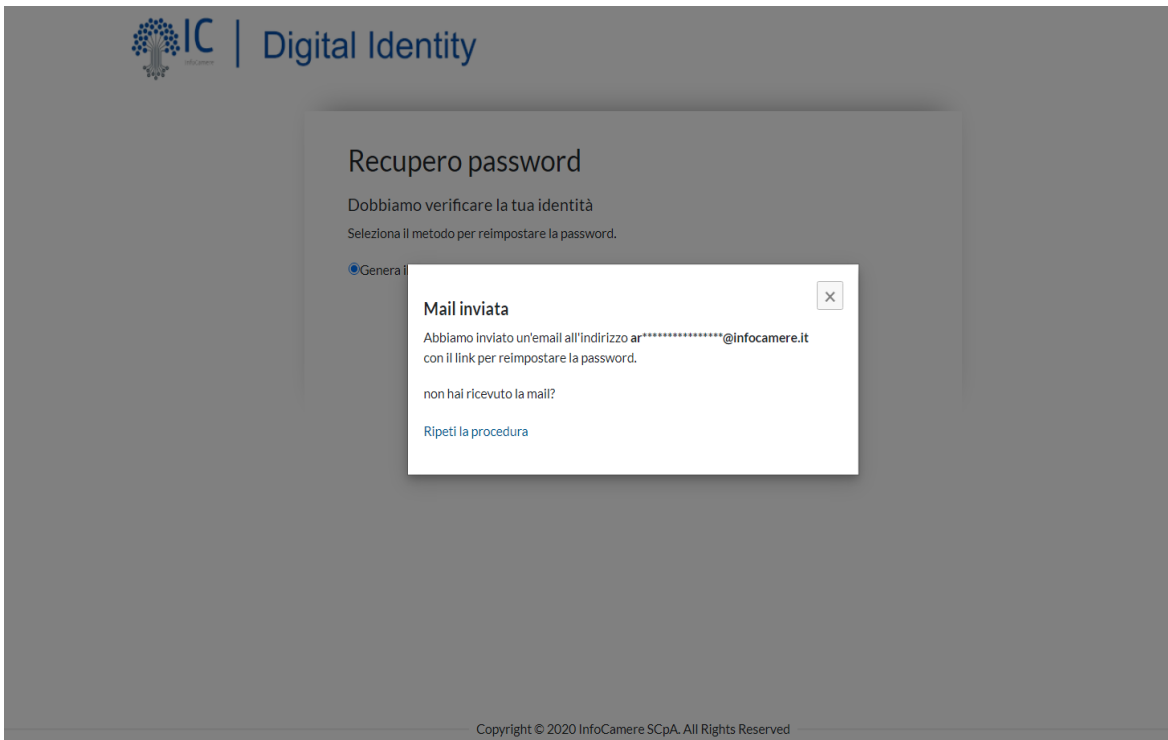 IC | Digital Identity
InfoCamere
Recupero password
Dobbiamo verificare la tua identità
Seleziona il metodo per reimpostare la password.
Genera il
Mail inviata
×
Abbiamo inviato un'email all'indirizzo ar****************@infocamere.it
con il link per reimpostare la password.
non hai ricevuto la mail?
Ripeti la procedura
Copyright © 2020 InfoCamere SCpA. All Rights Reserved